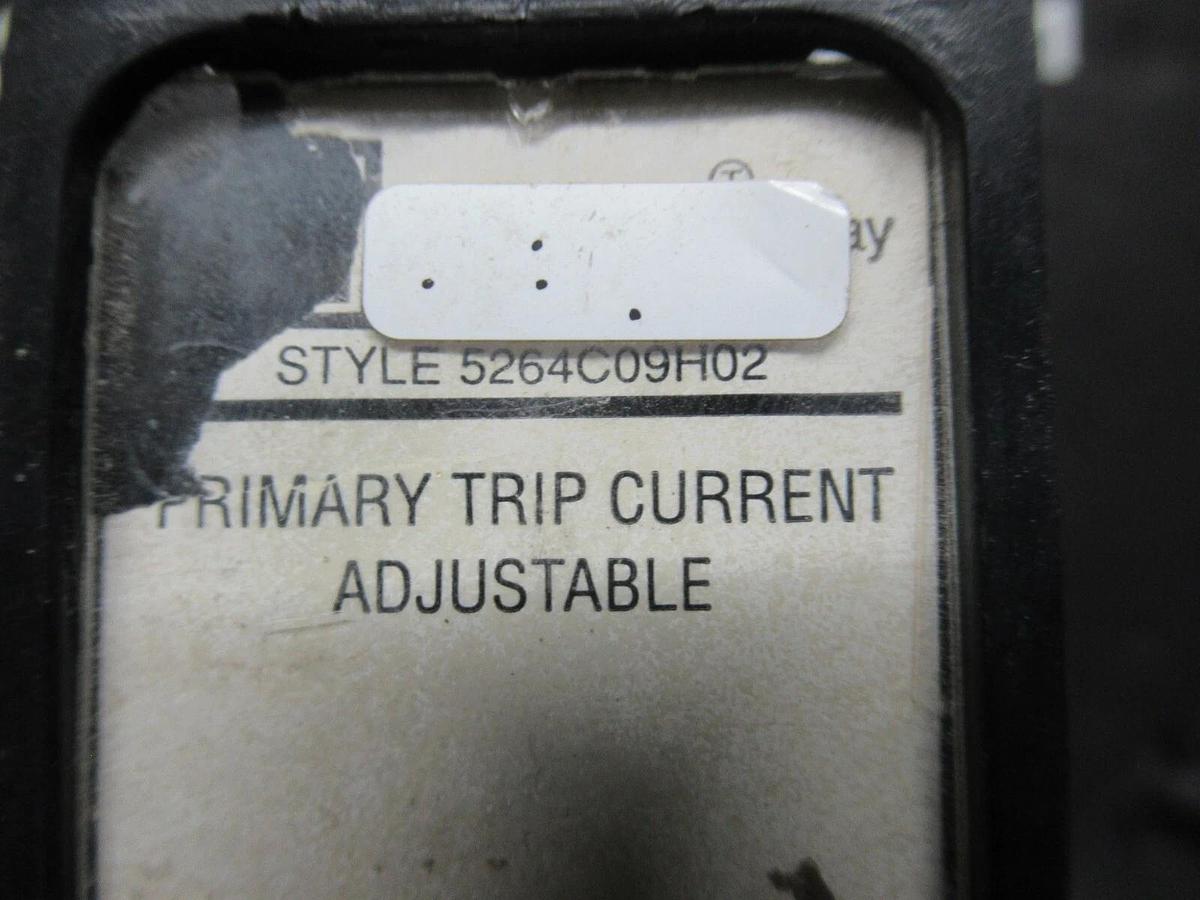 STYLE 5264C09H02
PRIMARY TRIP CURRENT
ADJUSTABLE